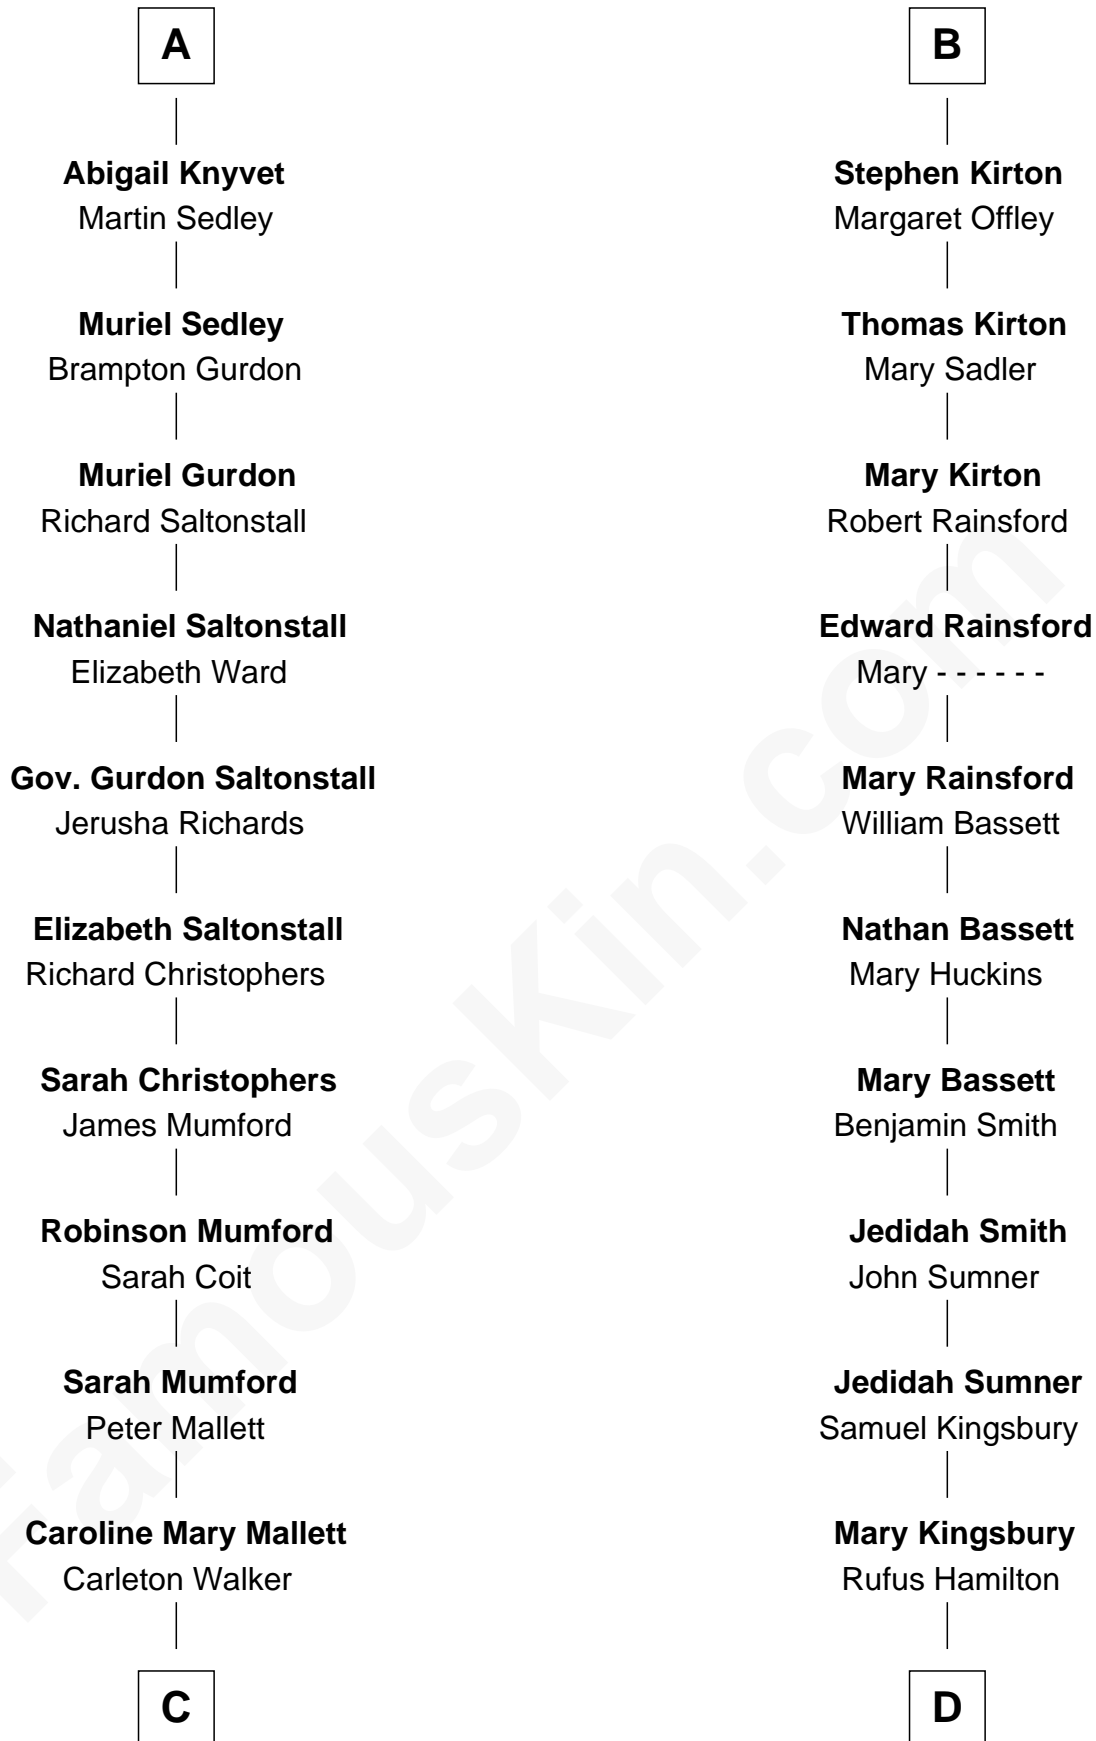 A
Abigail Knyvet
Martin Sedley
Muriel Sedley
Brampton Gurdon
Muriel Gurdon
Richard Saltonstall
Nathaniel Saltonstall
Elizabeth Ward
Gov. Gurdon Saltonstall
Jerusha Richards
Elizabeth Saltonstall
Richard Christophers
Sarah Christophers
James Mumford
Robinson Mumford
Sarah Coit
Sarah Mumford
Peter Mallett
Caroline Mary Mallett
Carleton Walker
C
B
Stephen Kirton
Margaret Offley
Thomas Kirton
Mary Sadler
Mary Kirton
Robert Rainsford
Edward Rainsford
Mary - - - - - -
Mary Rainsford
William Bassett
Nathan Bassett
Mary Huckins
Mary Bassett
Benjamin Smith
Jedidah Smith
John Sumner
Jedidah Sumner
Samuel Kingsbury
Mary Kingsbury
Rufus Hamilton
D
FamousKin.com